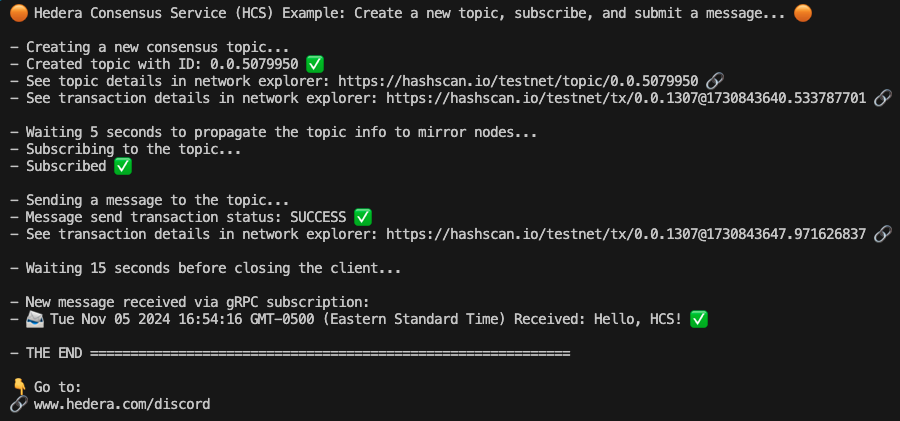 🟠 Hedera Consensus Service (HCS) Example: Create a new topic, subscribe, and submit a message... 🟠
- Creating a new consensus topic...
- Created topic with ID: 0.0.5079950 ✅
- See topic details in network explorer: https://hashscan.io/testnet/topic/0.0.5079950 🔗
- See transaction details in network explorer: https://hashscan.io/testnet/tx/0.0.1307@1730843640.533787701 🔗
- Waiting 5 seconds to propagate the topic info to mirror nodes...
- Subscribing to the topic...
- Subscribed ✅
- Sending a message to the topic...
- Message send transaction status: SUCCESS ✅
- See transaction details in network explorer: https://hashscan.io/testnet/tx/0.0.1307@1730843647.971626837 🔗
- Waiting 15 seconds before closing the client...
- New message received via gRPC subscription:
- 📨 Tue Nov 05 2024 16:54:16 GMT-0500 (Eastern Standard Time) Received: Hello, HCS! ✅
- THE END ============================================================
👇 Go to:
🔗 www.hedera.com/discord